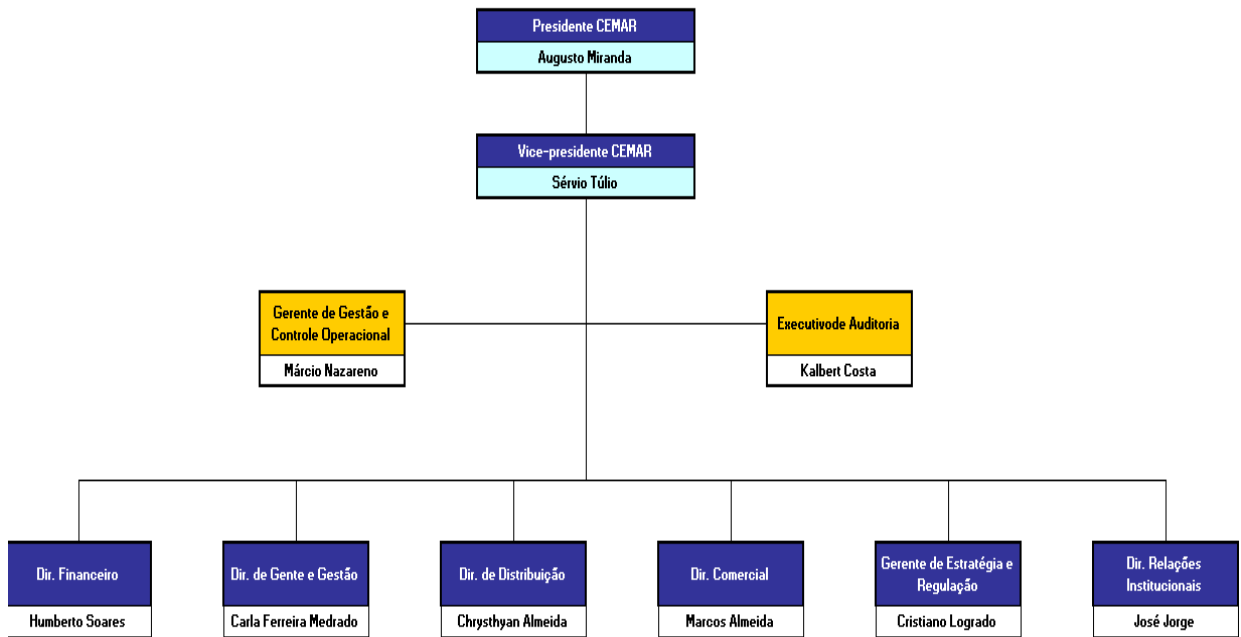 Presidente CEMAR
Augusto Miranda
Vice-presidente CEMAR
Sérvio Túlio
Gerente de Gestão e
Controle Operacional
Márcio Nazareno
Executivode Auditoria
Kalbert Costa
Dir. Financeiro
Humberto Soares
Dir. de Gente e Gestão
Carla Ferreira Medrado
Dir. de Distribuição
Chrysthyan Almeida
Dir. Comercial
Marcos Almeida
Gerente de Estratégia e
Regulação
Cristiano Logrado
Dir. Relações
Institucionais
José Jorge